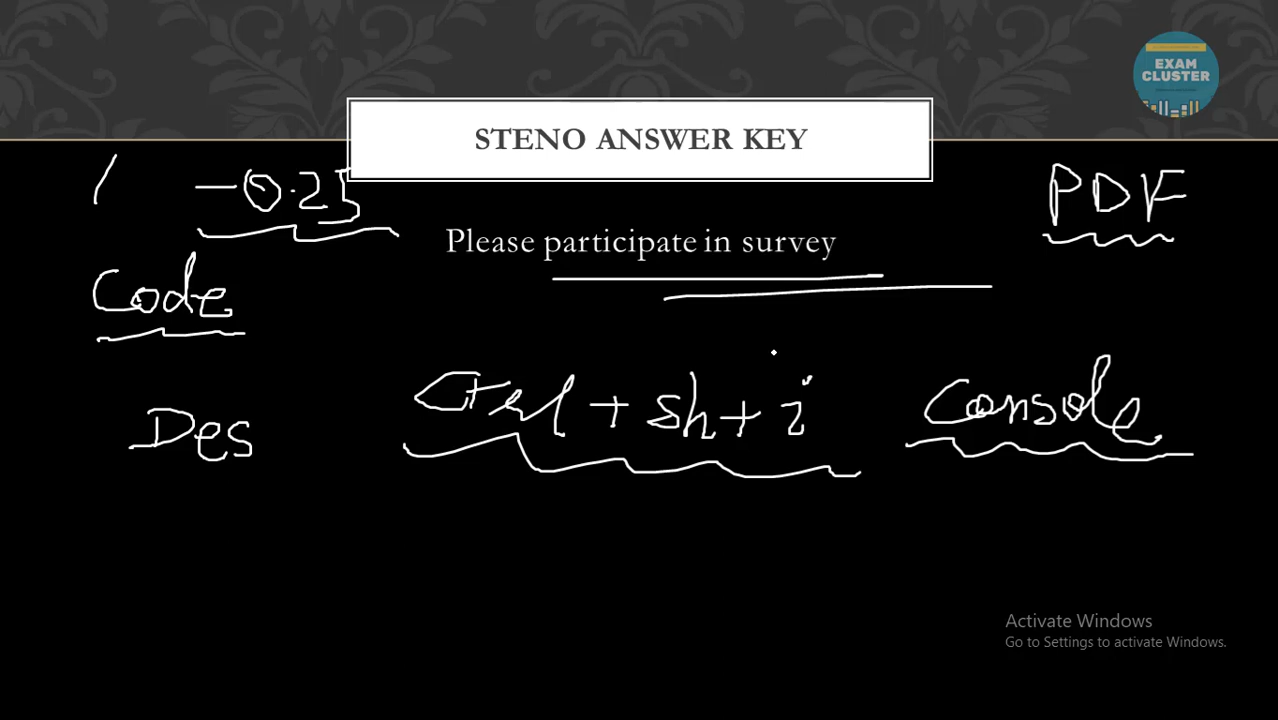 EXAM
CLUSTER
STENO ANSWER KEY
1 -0.25 PDF
Please participate in survey
Code
Ctrl + sh + i Console
Des
Activate Windows
Go to Settings to activate Windows.